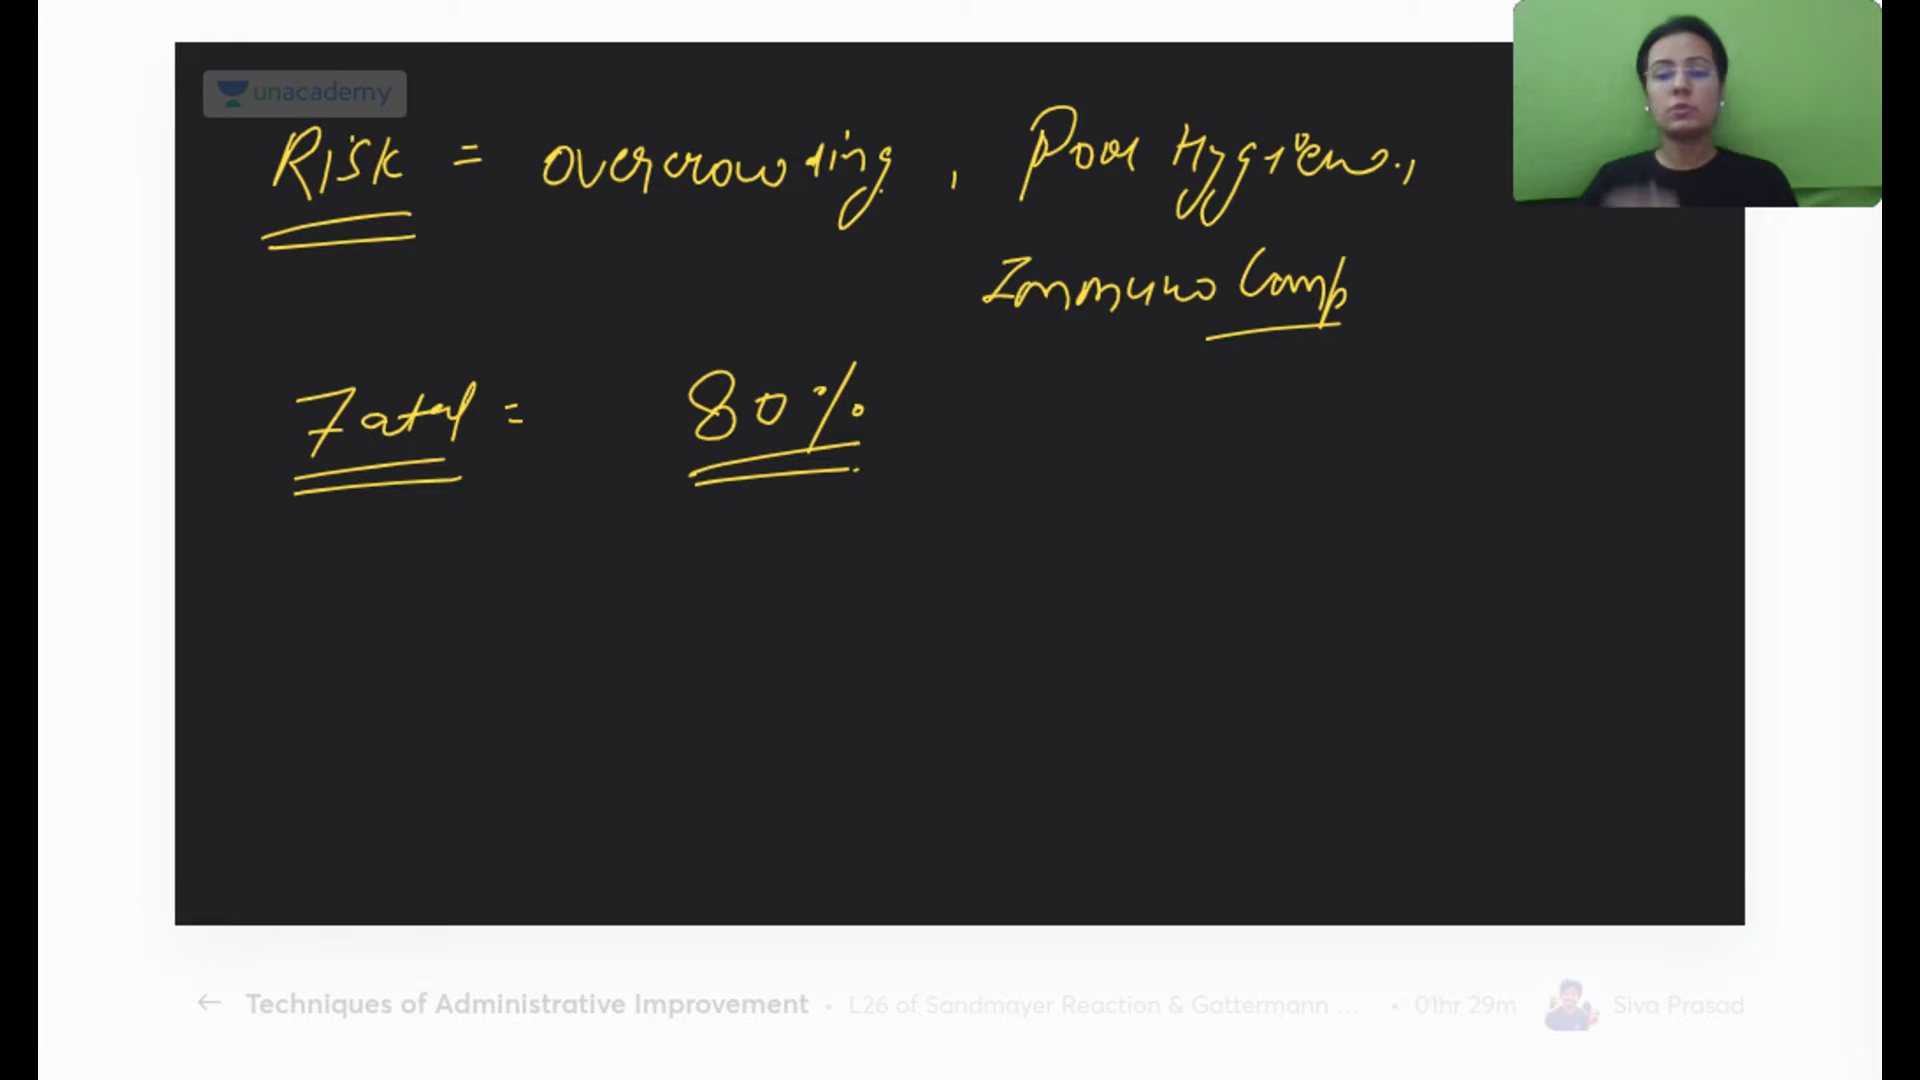 unacademy
Risk = overcrowding, Poor Hygiene.,
Immuno Comp
Fatal = 80%
← Techniques of Administrative Improvement • L26 of Sandmayer Reaction & Gattermann ... • 01hr 29m Siva Prasad